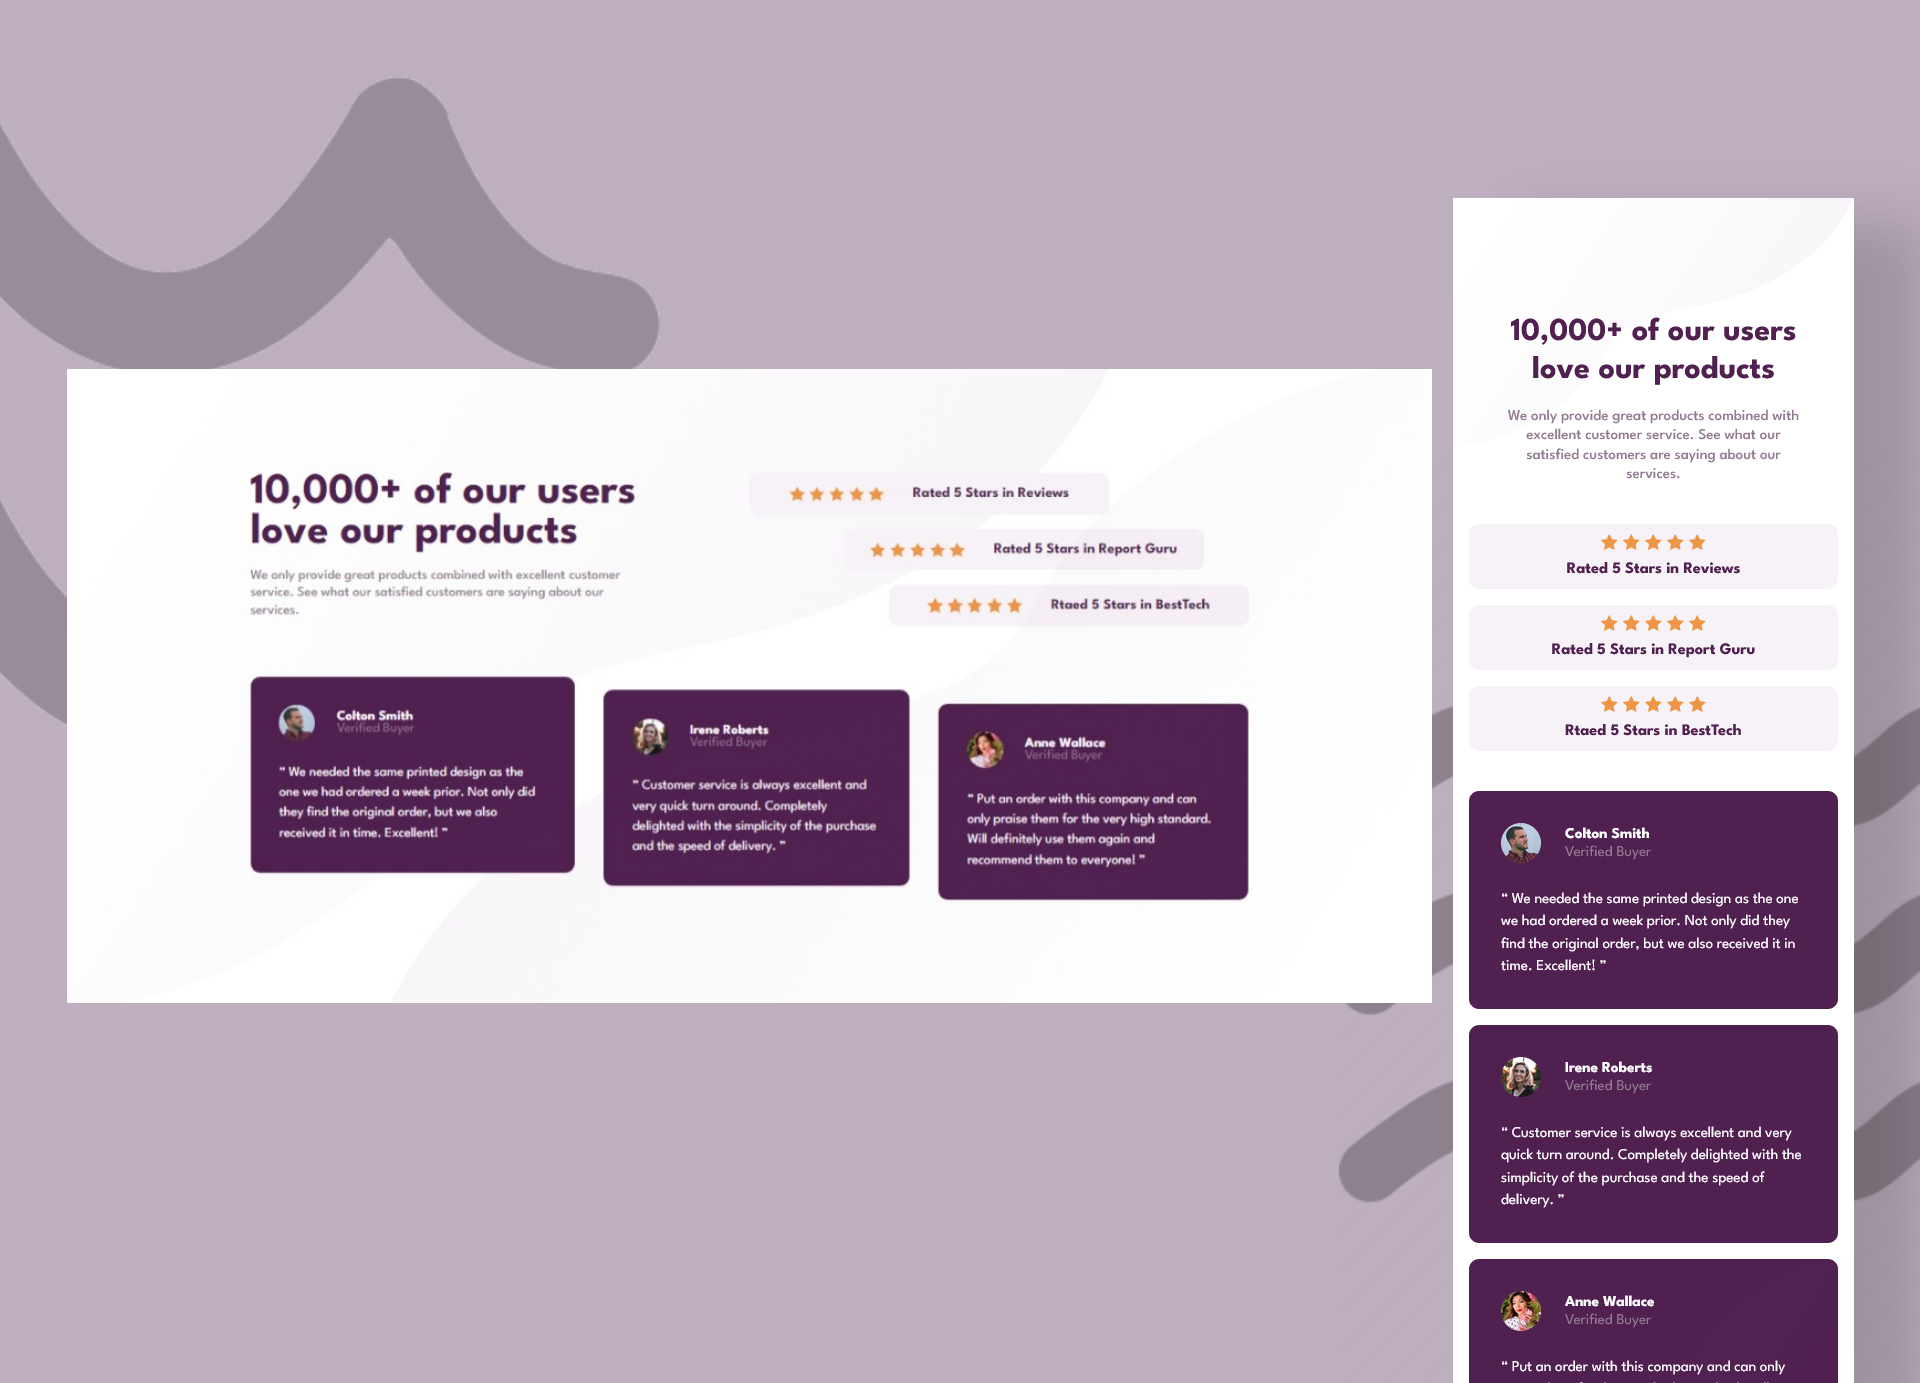 10,000+ of our users
love our products
We only provide great products combined with excellent customer
service. See what our satisfied customers are saying about our
services.
Rated 5 Stars in Reviews
Rated 5 Stars in Report Guru
Rtaed 5 Stars in BestTech
Colton Smith
Verified Buyer
“ We needed the same printed design as the
one we had ordered a week prior. Not only did
they find the original order, but we also
received it in time. Excellent! ”
Irene Roberts
Verified Buyer
“ Customer service is always excellent and
very quick turn around. Completely
delighted with the simplicity of the purchase
and the speed of delivery. ”
Anne Wallace
Verified Buyer
“ Put an order with this company and can
only praise them for the very high standard.
Will definitely use them again and
recommend them to everyone! ”
10,000+ of our users
love our products
We only provide great products combined with
excellent customer service. See what our
satisfied customers are saying about our
services.
Rated 5 Stars in Reviews
Rated 5 Stars in Report Guru
Rtaed 5 Stars in BestTech
Colton Smith
Verified Buyer
“ We needed the same printed design as the one
we had ordered a week prior. Not only did they
find the original order, but we also received it in
time. Excellent! ”
Irene Roberts
Verified Buyer
“ Customer service is always excellent and very
quick turn around. Completely delighted with the
simplicity of the purchase and the speed of
delivery. ”
Anne Wallace
Verified Buyer
“ Put an order with this company and can only